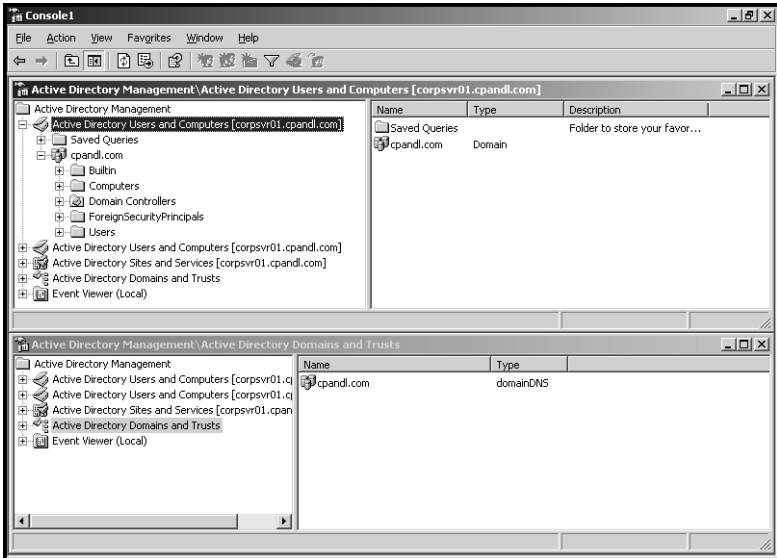 Console1
File Action View Favorites Window Help
Active Directory Management\Active Directory Users and Computers [corpsvr01.cpandl.com]
Active Directory Management
Active Directory Users and Computers [corpsvr01.cpandl.com]
Saved Queries
cpandl.com
Builtin
Computers
Domain Controllers
ForeignSecurityPrincipals
Users
Active Directory Users and Computers [corpsvr01.cpandl.com]
Active Directory Sites and Services [corpsvr01.cpandl.com]
Active Directory Domains and Trusts
Event Viewer (Local)
Name Type Description
Saved Queries Folder to store your favor...
cpandl.com Domain
Active Directory Management\Active Directory Domains and Trusts
Active Directory Management
Active Directory Users and Computers [corpsvr01.c
Active Directory Users and Computers [corpsvr01.c
Active Directory Sites and Services [corpsvr01.cpan
Active Directory Domains and Trusts
Event Viewer (Local)
Name Type
cpandl.com domainDNS